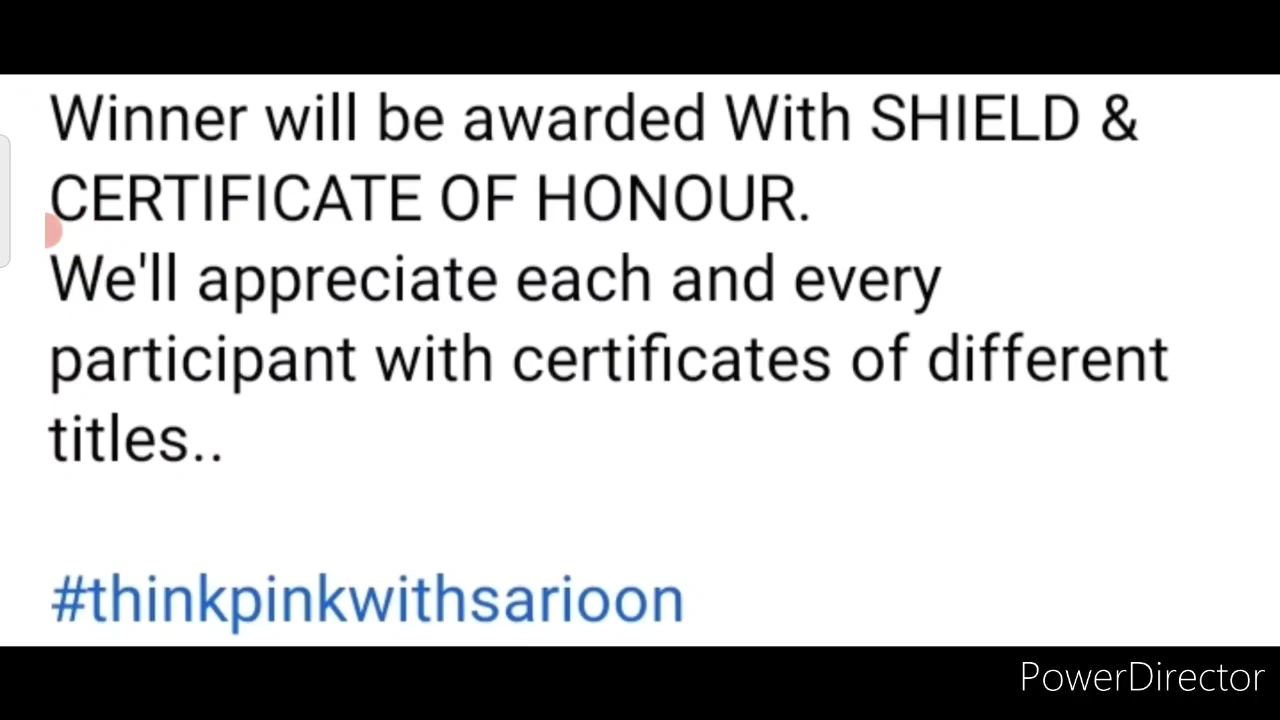 Winner will be awarded With SHIELD &
CERTIFICATE OF HONOUR.
We'll appreciate each and every
participant with certificates of different
titles..
#thinkpinkwithsarioon
PowerDirector